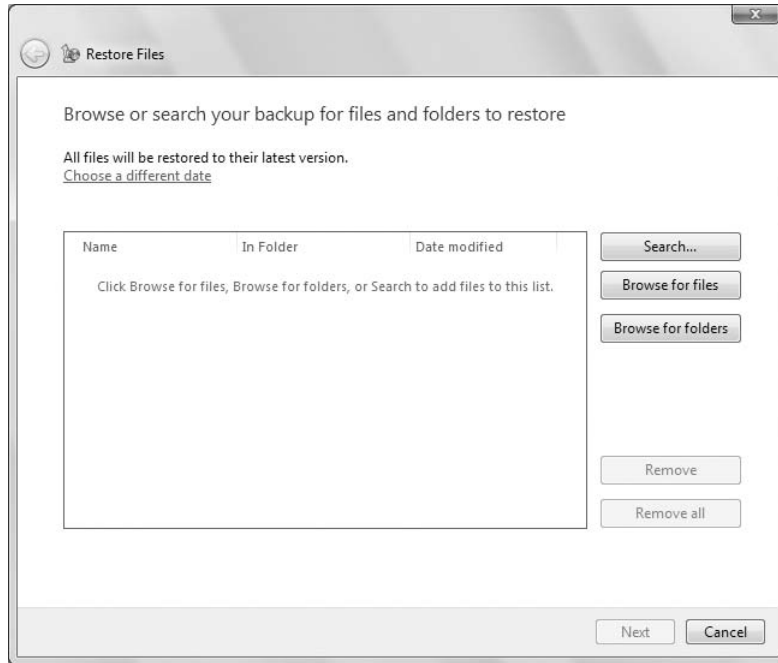 Restore Files
Browse or search your backup for files and folders to restore
All files will be restored to their latest version.
Choose a different date
Name In Folder Date modified
Click Browse for files, Browse for folders, or Search to add files to this list.
Search...
Browse for files
Browse for folders
Remove
Remove all
Next Cancel